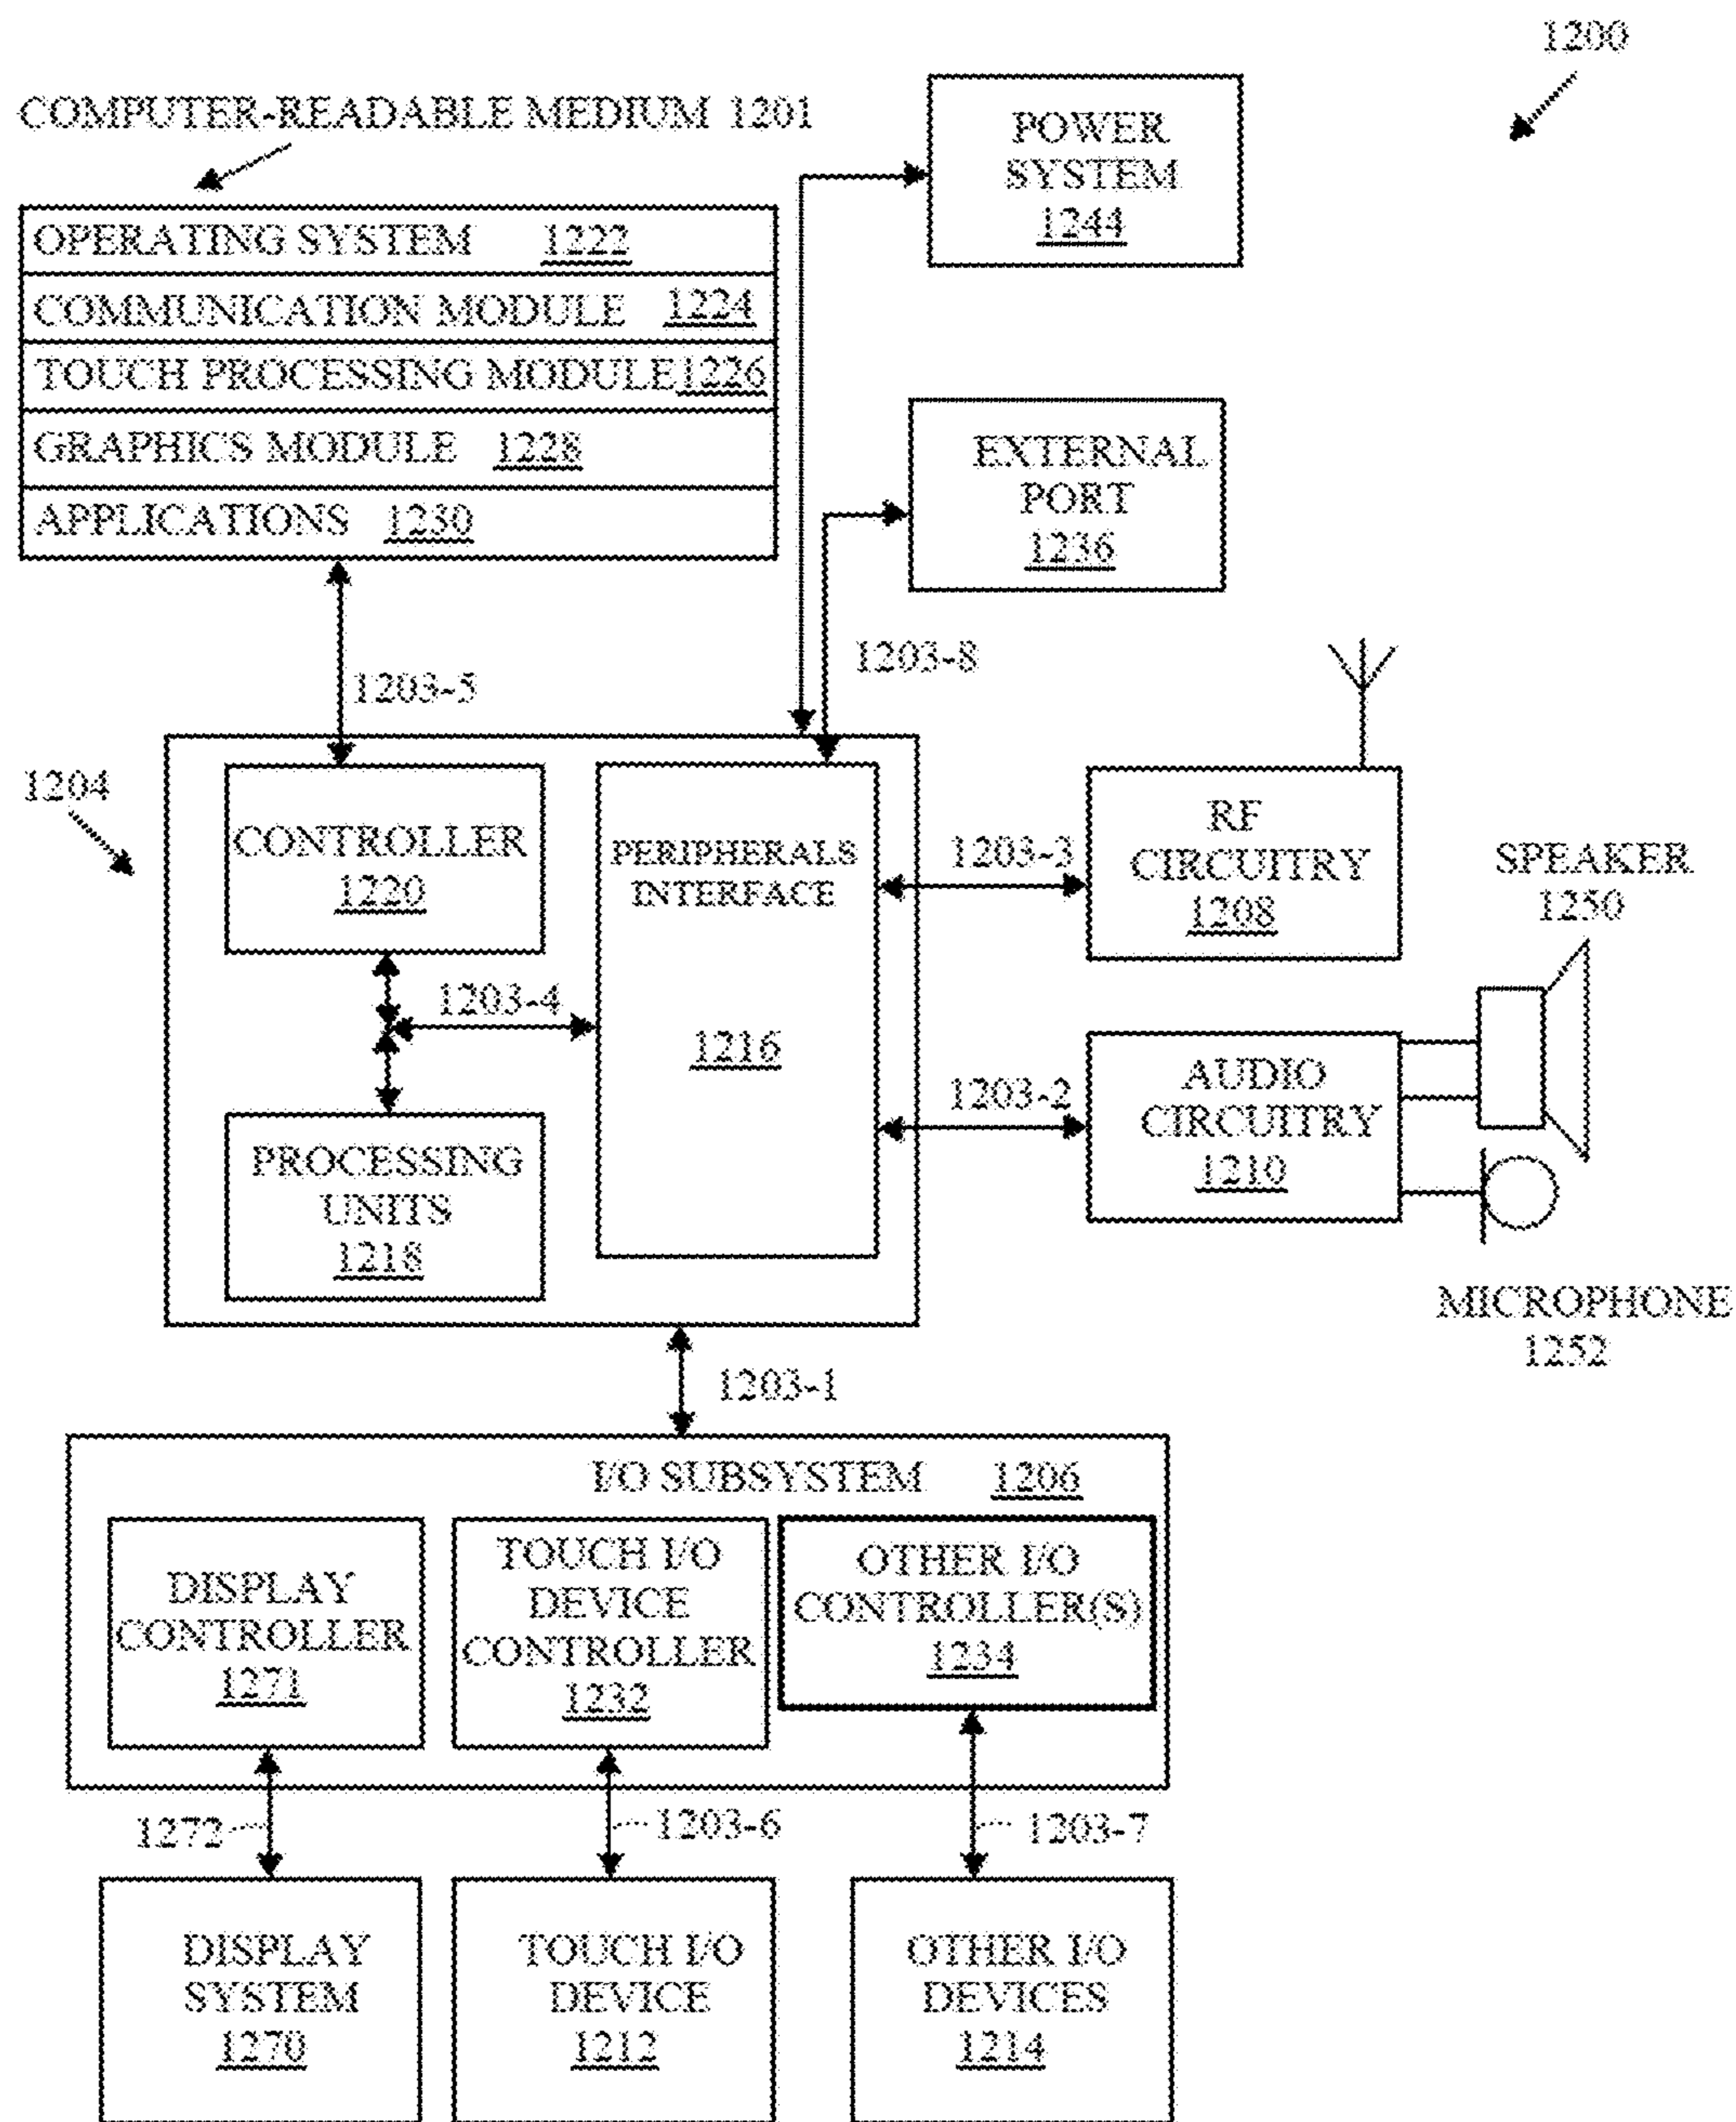 1200
COMPUTER-READABLE MEDIUM 1201
POWER
SYSTEM
1244
OPERATING SYSTEM 1222
COMMUNICATION MODULE 1224
TOUCH PROCESSING MODULE 1226
GRAPHICS MODULE 1228
APPLICATIONS 1230
EXTERNAL
PORT
1236
1203-5
1203-8
1204
CONTROLLER
1220
PERIPHERALS
INTERFACE
1216
1203-4
PROCESSING
UNITS
1218
1203-3
RF
CIRCUITRY
1208
SPEAKER
1250
1203-2
AUDIO
CIRCUITRY
1210
MICROPHONE
1252
1203-1
I/O SUBSYSTEM 1206
DISPLAY
CONTROLLER
1271
TOUCH I/O
DEVICE
CONTROLLER
1232
OTHER I/O
CONTROLLER(S)
1234
1272
1203-6
1203-7
DISPLAY
SYSTEM
1270
TOUCH I/O
DEVICE
1212
OTHER I/O
DEVICES
1214